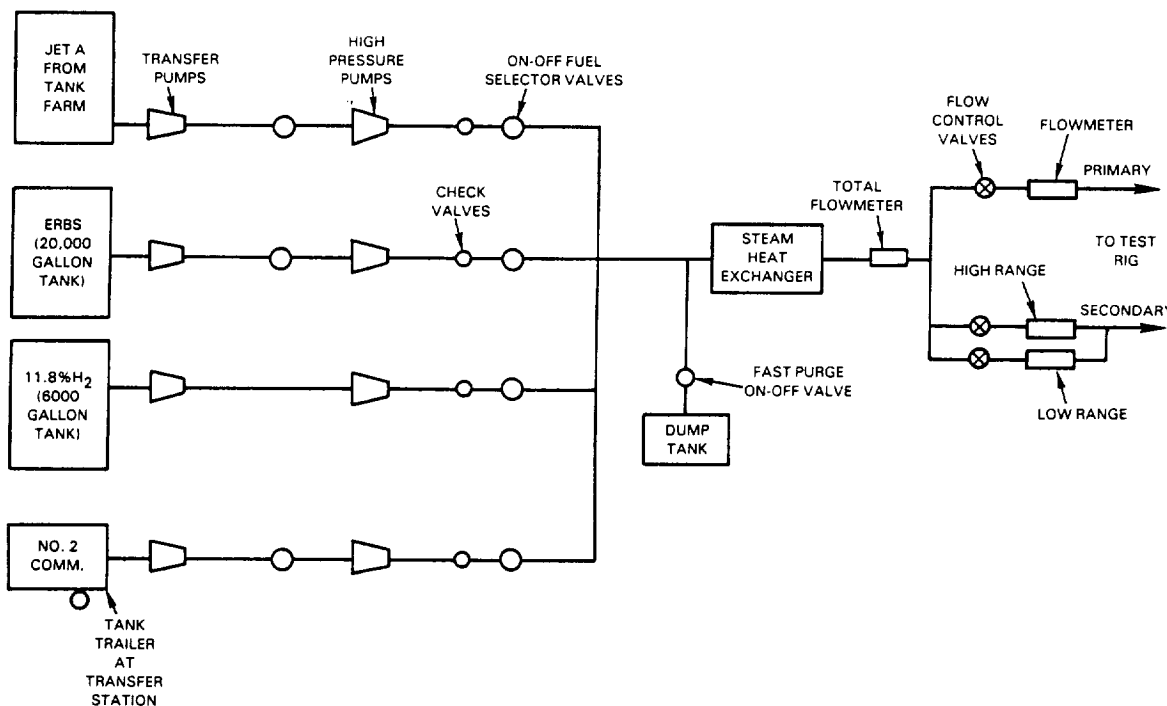 JET A
FROM
TANK
FARM
TRANSFER
PUMPS
HIGH
PRESSURE
PUMPS
ON-OFF FUEL
SELECTOR VALVES
FLOW
CONTROL
VALVES
FLOWMETER
PRIMARY
ERBS
(20,000
GALLON
TANK)
CHECK
VALVES
STEAM
HEAT
EXCHANGER
TOTAL
FLOWMETER
TO TEST
RIG
HIGH RANGE
SECONDARY
11.8%H₂
(6000
GALLON
TANK)
FAST PURGE
ON-OFF VALVE
LOW RANGE
DUMP
TANK
NO. 2
COMM.
TANK
TRAILER
AT
TRANSFER
STATION